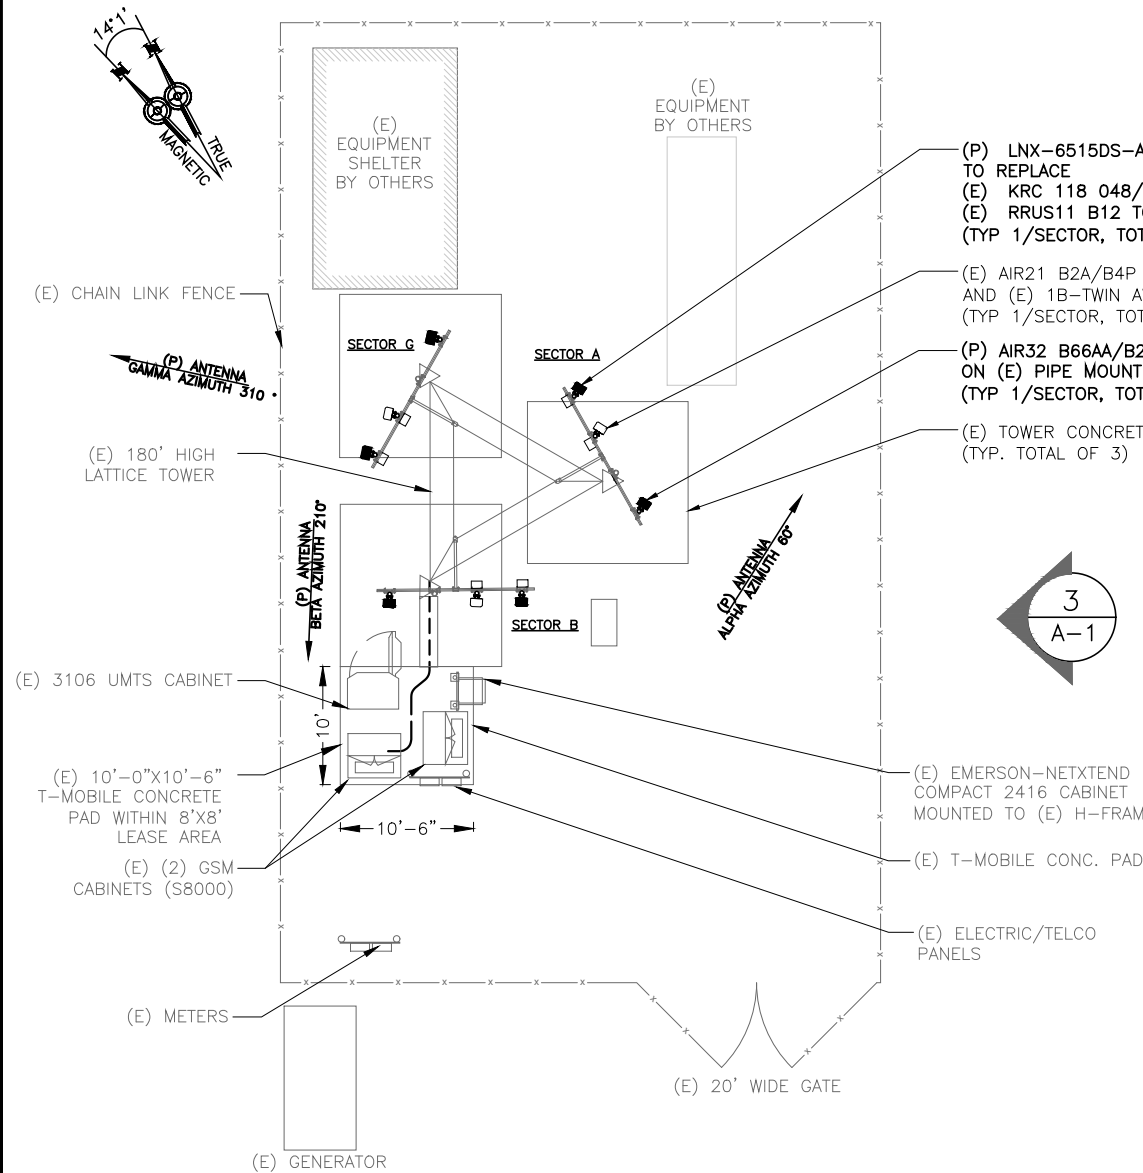 14°1'
N
N
MAGNETIC
TRUE
(E)
EQUIPMENT
SHELTER
BY OTHERS
(E)
EQUIPMENT
BY OTHERS
(P) LNX-6515DS-A
TO REPLACE
(E) KRC 118 048/
(E) RRUS11 B12
(TYP 1/SECTOR,
(E) AIR21 B2A/B4P
AND (E) 1B-TWIN
(TYP 1/SECTOR,
(P) AIR32 B66AA/B2
ON (E) PIPE MOUNT
(TYP 1/SECTOR,
(E) TOWER
(TYP. TOTAL OF 3)
(E) CHAIN LINK FENCE
SECTOR G
SECTOR A
(P) ANTENNA
GAMMA AZIMUTH 310°
(E) 180' HIGH
LATTICE TOWER
(P) ANTENNA
BETA AZIMUTH 210°
(P) ANTENNA
ALPHA AZIMUTH 60°
SECTOR B
3
A-1
(E) 3106 UMTS CABINET
10'
(E) 10'-0"X10'-6"
T-MOBILE CONCRETE
PAD WITHIN 8'X8'
LEASE AREA
10'-6"
(E) (2) GSM
CABINETS (S8000)
(E) EMERSON-NETXTEND
COMPACT 2416 CABINET
MOUNTED TO (E)
(E) T-MOBILE CONC. PAD
(E) ELECTRIC/TELCO
PANELS
(E) METERS
(E) 20' WIDE GATE
(E) GENERATOR